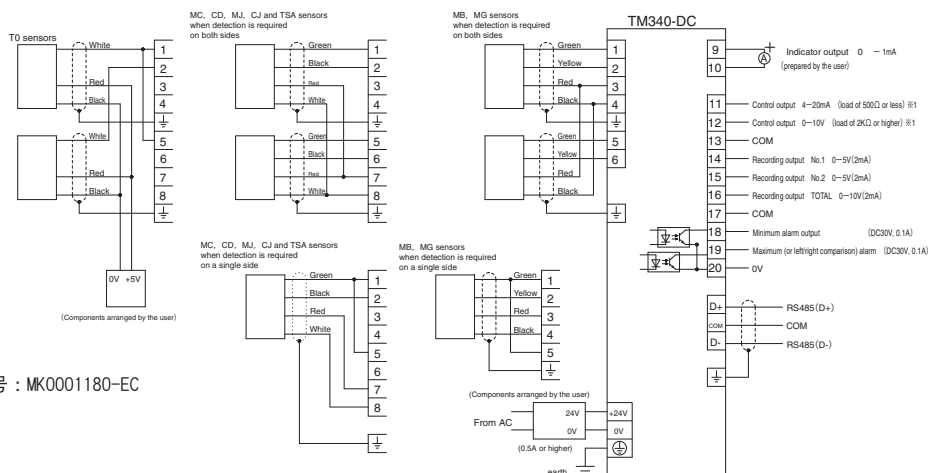 MC, CD, MJ, CJ and TSA sensors
when detection is required
on both sides
MB, MG sensors
when detection is required
on both sides
TM340-DC
T0 sensors
White
Red
Black
White
Red
Black
1
2
3
4
5
6
7
8
0V +5V
(Components arranged by the user)
Green
Black
Red
White
Green
Black
Red
White
1
2
3
4
5
6
7
8
Green
Yellow
Red
Black
Green
Yellow
Red
Black
1
2
3
4
5
6
9
10
A
+
Indicator output 0 － 1mA
(prepared by the user)
11 Control output 4－20mA (load of 500Ω or less) ※1
12 Control output 0－10V (load of 2KΩ or higher) ※1
13 COM
14 Recording output No.1 0－5V(2mA)
15 Recording output No.2 0－5V(2mA)
16 Recording output TOTAL 0－10V(2mA)
17 COM
18 Minimum alarm output (DC30V, 0.1A)
19 Maximum (or left/right comparison) alarm (DC30V, 0.1A)
20 0V
D+ RS485(D+)
COM COM
D- RS485(D-)
MC, CD, MJ, CJ and TSA sensors
when detection is required
on a single side
Green
Black
Red
White
1
2
3
4
5
6
7
8
MB, MG sensors
when detection is required
on a single side
Green
Yellow
Red
Black
1
2
3
4
5
号：MK0001180-EC
(Components arranged by the user)
From AC
24V
0V
+24V
0V
(0.5A or higher)
earth